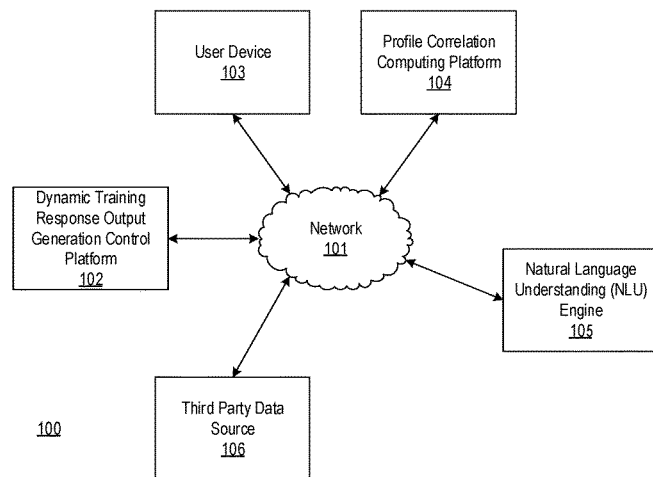 User Device
103
Profile Correlation
Computing Platform
104
Dynamic Training
Response Output
Generation Control
Platform
102
Network
101
Natural Language
Understanding (NLU)
Engine
105
Third Party Data
Source
106
100